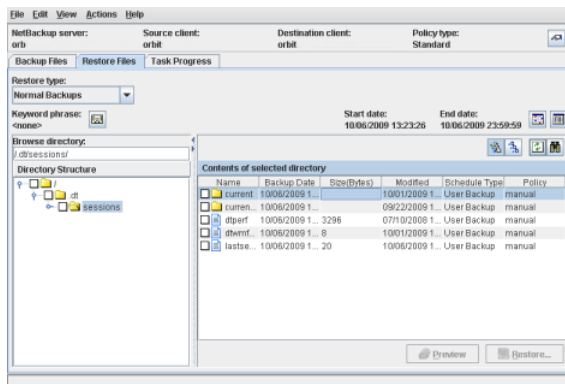 File Edit View Actions Help
NetBackup server: Source client: Destination client: Policy type:
orb orbit orbit Standard
Backup Files Restore Files Task Progress
Restore type:
Normal Backups
Keyword phrase: Start date: End date:
<none> 10/06/2009 13:23:26 10/06/2009 23:59:59
Browse directory:
/ dt/sessions/
Directory Structure Contents of selected directory
Name Backup Date Size(Bytes) Modified Schedule Type Policy
/ current 10/06/2009 1... 10/01/2009 1... User Backup manual
dt curren... 10/06/2009 1... 09/22/2009 1... User Backup manual
sessions dtperf 10/06/2009 1... 3296 07/10/2008 1... User Backup manual
dtwmf... 10/06/2009 1... 8 10/01/2009 1... User Backup manual
lastse... 10/06/2009 1... 20 10/06/2009 1... User Backup manual
Preview Restore...